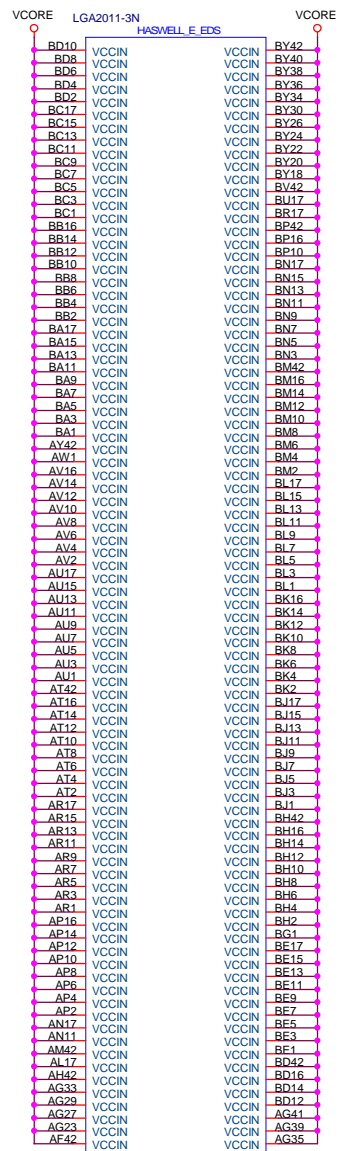 VCORE LGA2011-3N VCORE
HASWELL_E_EDS
BD10 VCCIN VCCIN BY42
BD8 VCCIN VCCIN BY40
BD6 VCCIN VCCIN BY38
BD4 VCCIN VCCIN BY36
BD2 VCCIN VCCIN BY34
BC17 VCCIN VCCIN BY30
BC15 VCCIN VCCIN BY26
BC13 VCCIN VCCIN BY24
BC11 VCCIN VCCIN BY22
BC9 VCCIN VCCIN BY20
BC7 VCCIN VCCIN BY18
BC5 VCCIN VCCIN BV42
BC3 VCCIN VCCIN BU17
BC1 VCCIN VCCIN BR17
BB16 VCCIN VCCIN BP42
BB14 VCCIN VCCIN BP16
BB12 VCCIN VCCIN BP10
BB10 VCCIN VCCIN BN17
BB8 VCCIN VCCIN BN15
BB6 VCCIN VCCIN BN13
BB4 VCCIN VCCIN BN11
BB2 VCCIN VCCIN BN9
BA17 VCCIN VCCIN BN7
BA15 VCCIN VCCIN BN5
BA13 VCCIN VCCIN BN3
BA11 VCCIN VCCIN BM42
BA9 VCCIN VCCIN BM16
BA7 VCCIN VCCIN BM14
BA5 VCCIN VCCIN BM12
BA3 VCCIN VCCIN BM10
BA1 VCCIN VCCIN BM8
AY42 VCCIN VCCIN BM6
AW1 VCCIN VCCIN BM4
AV16 VCCIN VCCIN BM2
AV14 VCCIN VCCIN BL17
AV12 VCCIN VCCIN BL15
AV10 VCCIN VCCIN BL13
AV8 VCCIN VCCIN BL11
AV6 VCCIN VCCIN BL9
AV4 VCCIN VCCIN BL7
AV2 VCCIN VCCIN BL5
AU17 VCCIN VCCIN BL3
AU15 VCCIN VCCIN BL1
AU13 VCCIN VCCIN BK16
AU11 VCCIN VCCIN BK14
AU9 VCCIN VCCIN BK12
AU7 VCCIN VCCIN BK10
AU5 VCCIN VCCIN BK8
AU3 VCCIN VCCIN BK6
AU1 VCCIN VCCIN BK4
AT42 VCCIN VCCIN BK2
AT16 VCCIN VCCIN BJ17
AT14 VCCIN VCCIN BJ15
AT12 VCCIN VCCIN BJ13
AT10 VCCIN VCCIN BJ11
AT8 VCCIN VCCIN BJ9
AT6 VCCIN VCCIN BJ7
AT4 VCCIN VCCIN BJ5
AT2 VCCIN VCCIN BJ3
AR17 VCCIN VCCIN BJ1
AR15 VCCIN VCCIN BH42
AR13 VCCIN VCCIN BH16
AR11 VCCIN VCCIN BH14
AR9 VCCIN VCCIN BH12
AR7 VCCIN VCCIN BH10
AR5 VCCIN VCCIN BH8
AR3 VCCIN VCCIN BH6
AR1 VCCIN VCCIN BH4
AP16 VCCIN VCCIN BH2
AP14 VCCIN VCCIN BG1
AP12 VCCIN VCCIN BE17
AP10 VCCIN VCCIN BE15
AP8 VCCIN VCCIN BE13
AP6 VCCIN VCCIN BE11
AP4 VCCIN VCCIN BE9
AP2 VCCIN VCCIN BE7
AN17 VCCIN VCCIN BE5
AN11 VCCIN VCCIN BE3
AM42 VCCIN VCCIN BE1
AL17 VCCIN VCCIN BD42
AH42 VCCIN VCCIN BD16
AG33 VCCIN VCCIN BD14
AG29 VCCIN VCCIN BD12
AG27 VCCIN VCCIN AG41
AG23 VCCIN VCCIN AG39
AF42 VCCIN VCCIN AG35